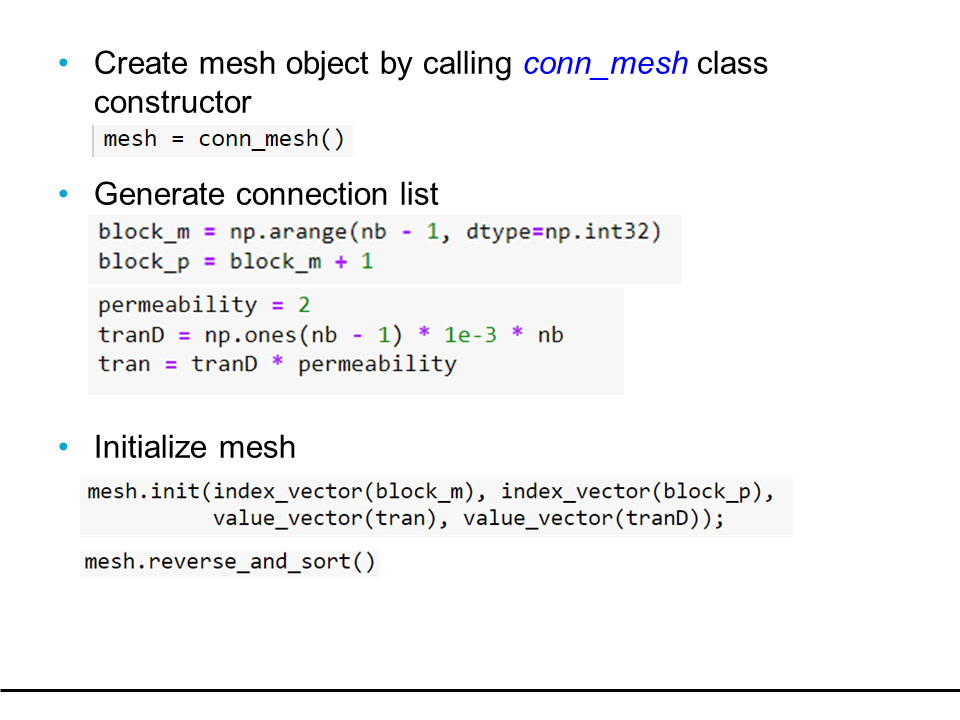 • Create mesh object by calling conn_mesh class
constructor
mesh = conn_mesh()
• Generate connection list
block_m = np.arange(nb - 1, dtype=np.int32)
block_p = block_m + 1
permeability = 2
tranD = np.ones(nb - 1) * 1e-3 * nb
tran = tranD * permeability
• Initialize mesh
mesh.init(index_vector(block_m), index_vector(block_p),
value_vector(tran), value_vector(tranD));
mesh.reverse_and_sort()